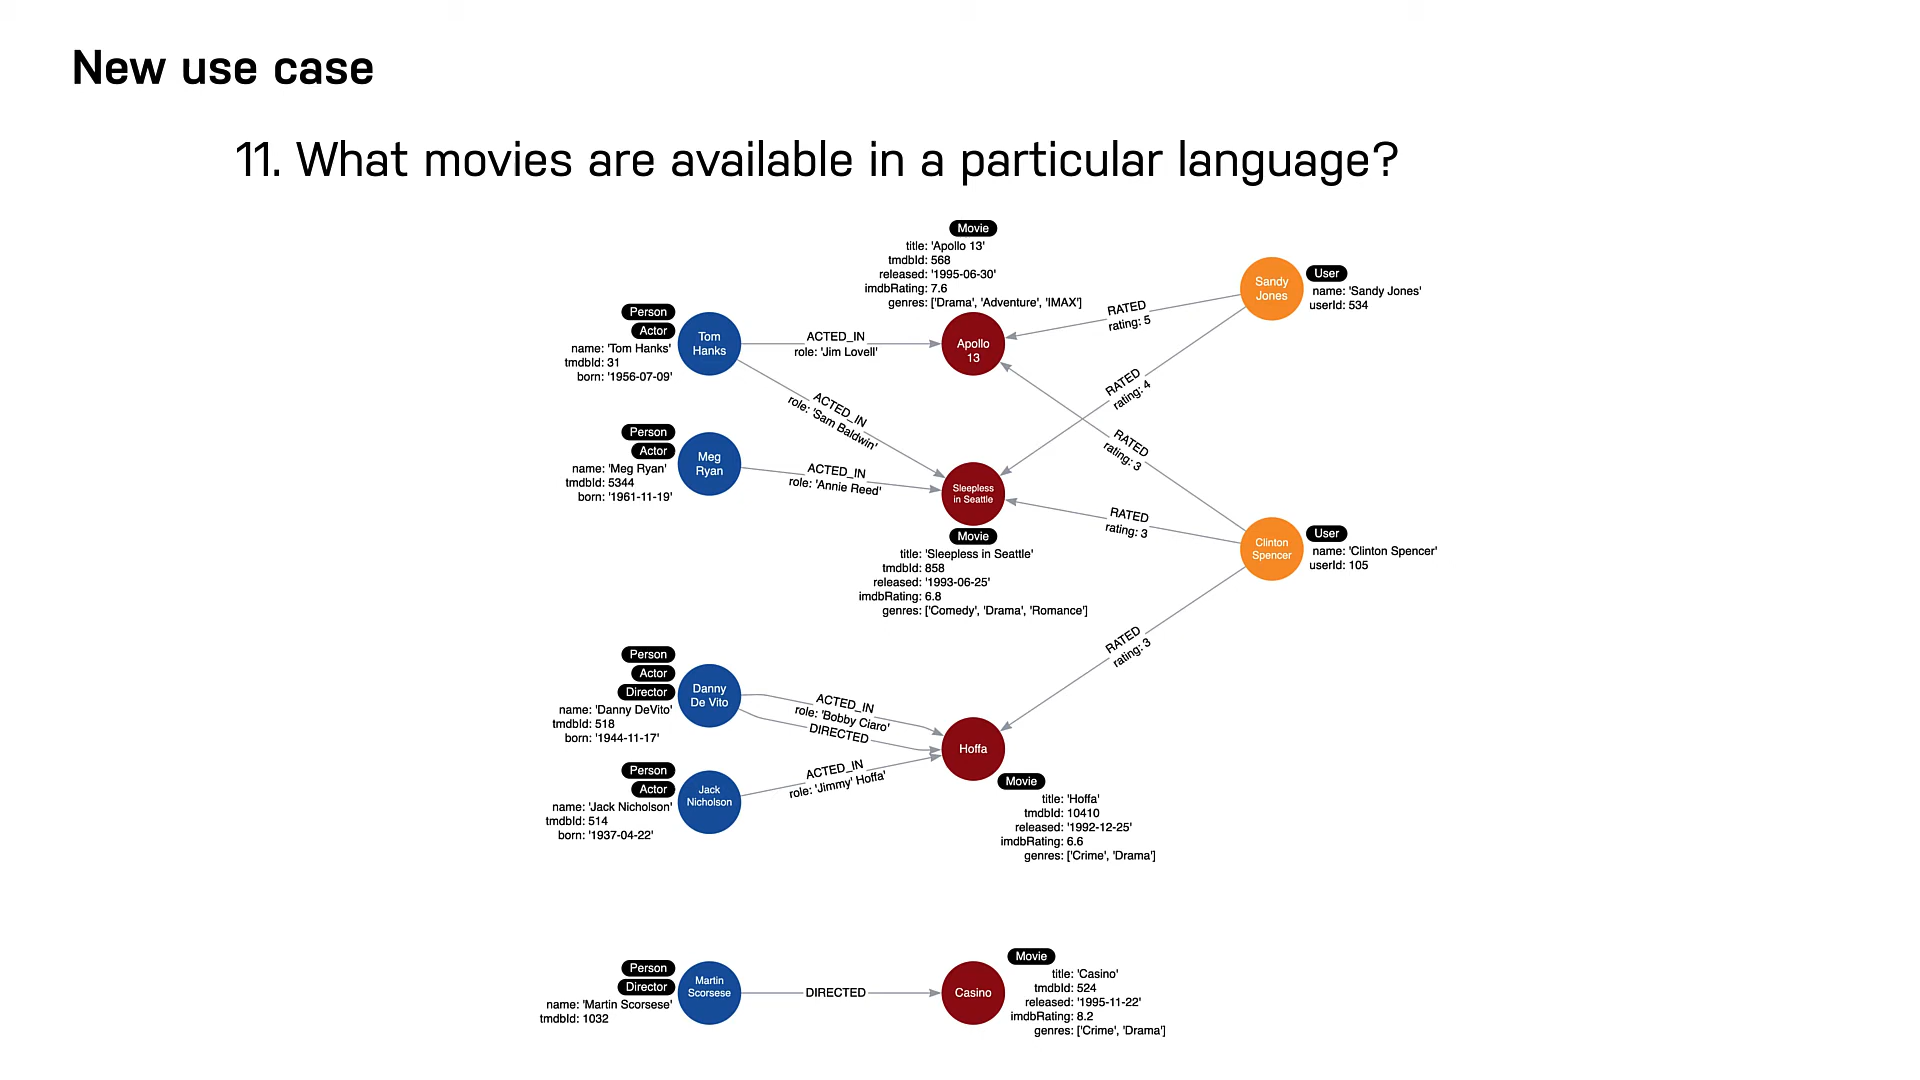 New use case
11. What movies are available in a particular language?
Movie
title: 'Apollo 13'
tmdbId: 568
released: '1995-06-30'
imdbRating: 7.6
genres: ['Drama', 'Adventure', 'IMAX']
Apollo
13
Person
Actor
name: 'Tom Hanks'
tmdbId: 31
born: '1956-07-09'
Tom
Hanks
ACTED_IN
role: 'Jim Lovell'
ACTED_IN
role: 'Sam Baldwin'
Person
Actor
name: 'Meg Ryan'
tmdbId: 5344
born: '1961-11-19'
Meg
Ryan
ACTED_IN
role: 'Annie Reed'
Sleepless
in Seattle
Movie
title: 'Sleepless in Seattle'
tmdbId: 858
released: '1993-06-25'
imdbRating: 6.8
genres: ['Comedy', 'Drama', 'Romance']
Sandy
Jones
User
name: 'Sandy Jones'
userId: 534
RATED
rating: 5
RATED
rating: 4
RATED
rating: 3
RATED
rating: 3
Clinton
Spencer
User
name: 'Clinton Spencer'
userId: 105
RATED
rating: 3
Person
Actor
Director
name: 'Danny DeVito'
tmdbId: 518
born: '1944-11-17'
Danny
De Vito
ACTED_IN
role: 'Bobby Ciaro'
DIRECTED
Person
Actor
name: 'Jack Nicholson'
tmdbId: 514
born: '1937-04-22'
Jack
Nicholson
ACTED_IN
role: 'Jimmy' Hoffa'
Hoffa
Movie
title: 'Hoffa'
tmdbId: 10410
released: '1992-12-25'
imdbRating: 6.6
genres: ['Crime', 'Drama']
Person
Director
name: 'Martin Scorsese'
tmdbId: 1032
Martin
Scorsese
DIRECTED
Casino
Movie
title: 'Casino'
tmdbId: 524
released: '1995-11-22'
imdbRating: 8.2
genres: ['Crime', 'Drama']